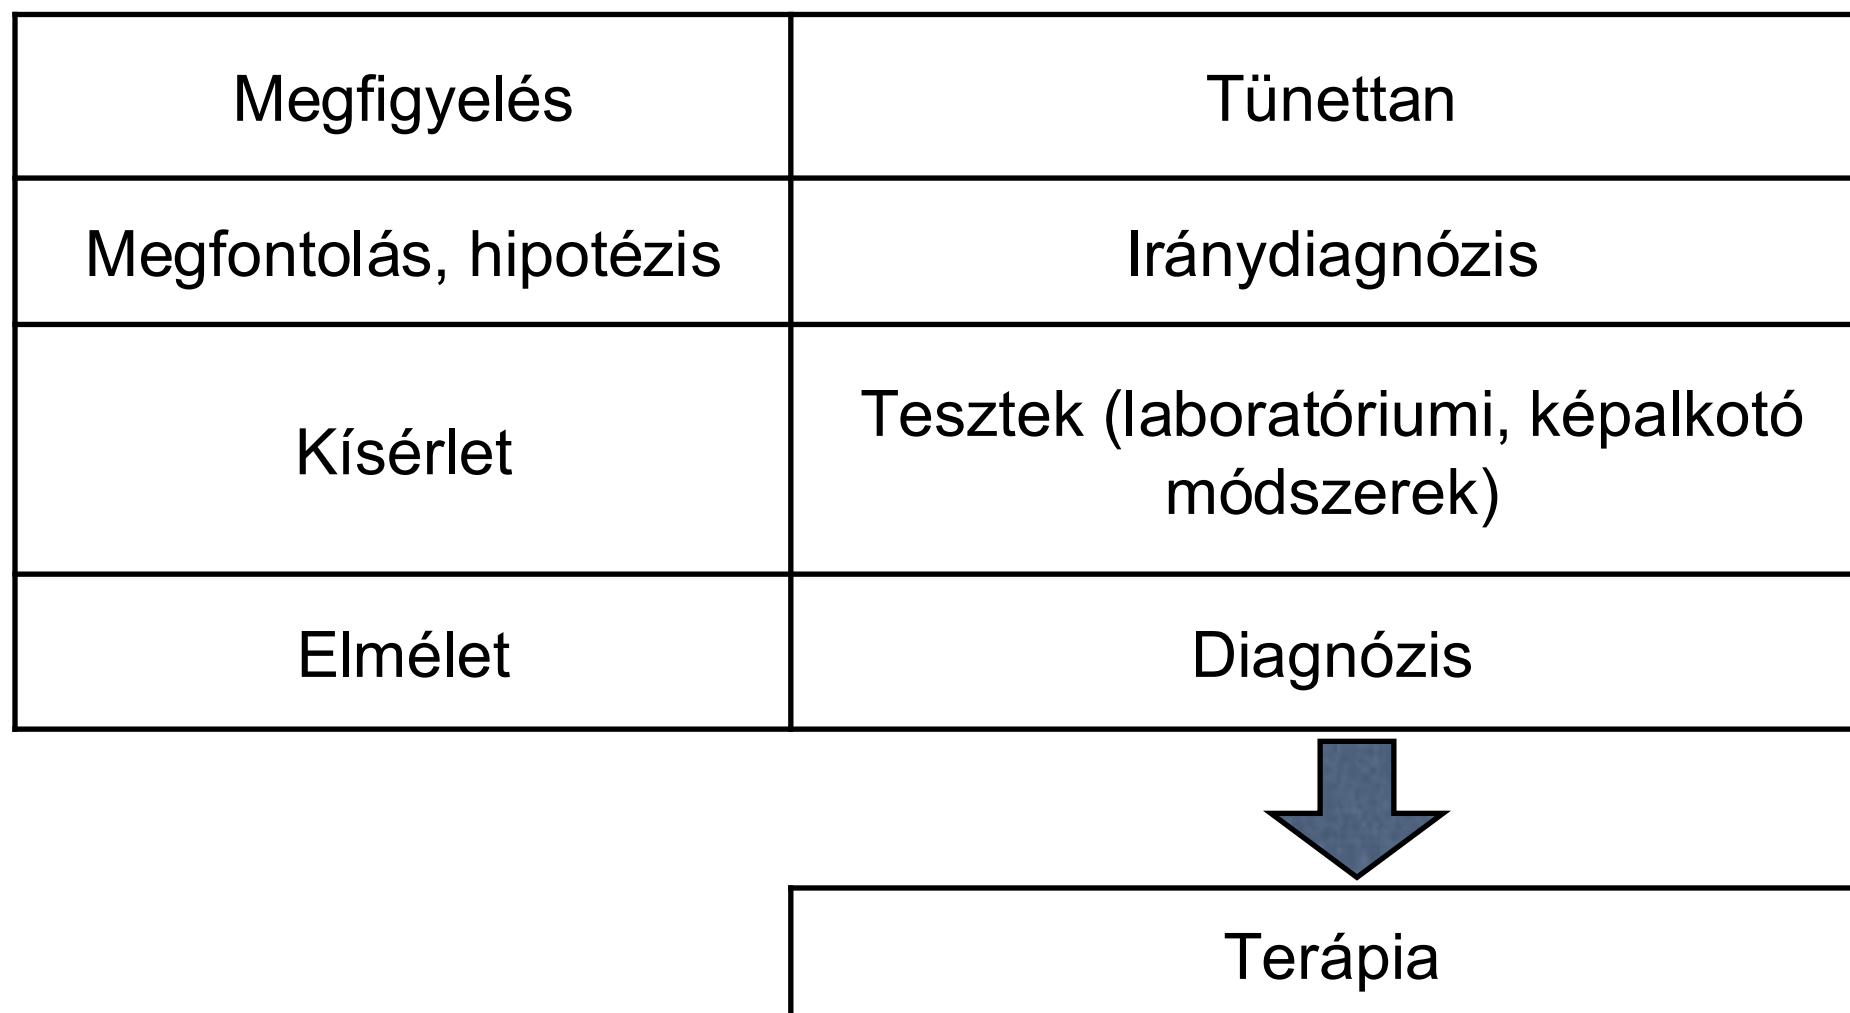 Megfigyelés
Tünettan
Megfontolás, hipotézis
Iránydiagnózis
Kísérlet
Tesztek (laboratóriumi, képalkotó
módszerek)
Elmélet
Diagnózis
Terápia